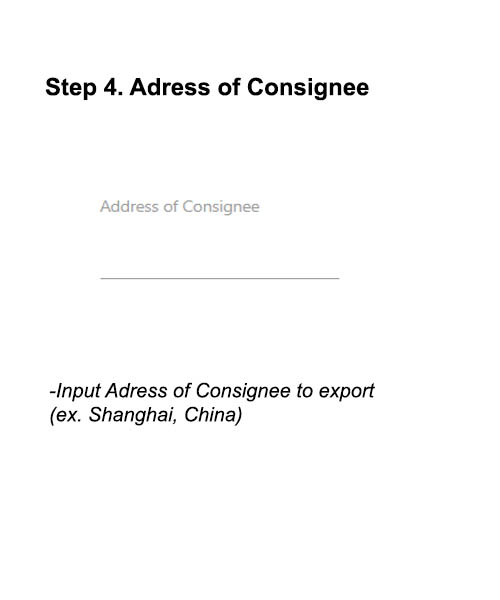 Step 4. Adress of Consignee
Address of Consignee
-Input Adress of Consignee to export
(ex. Shanghai, China)